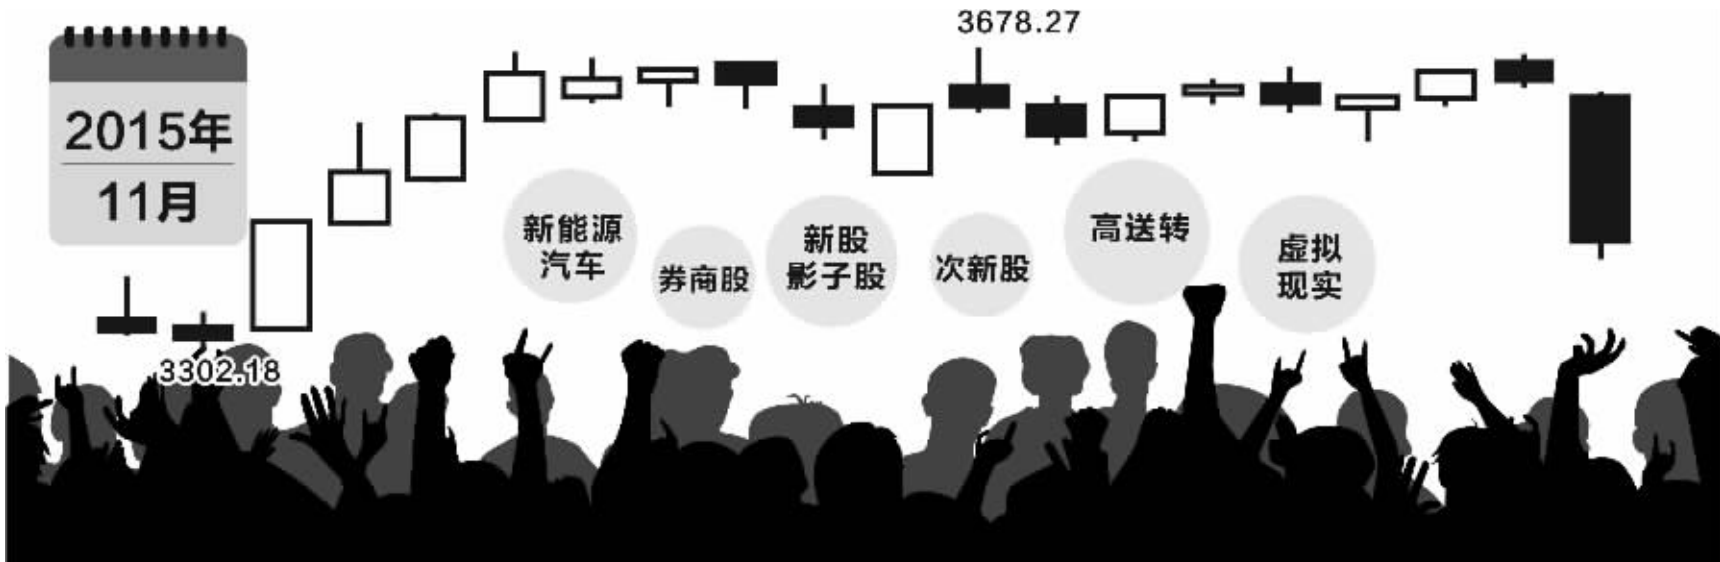 3678.27
2015年
11月
新能源
汽车
券商股
新股
影子股
次新股
高送转
虚拟
现实
3302.18